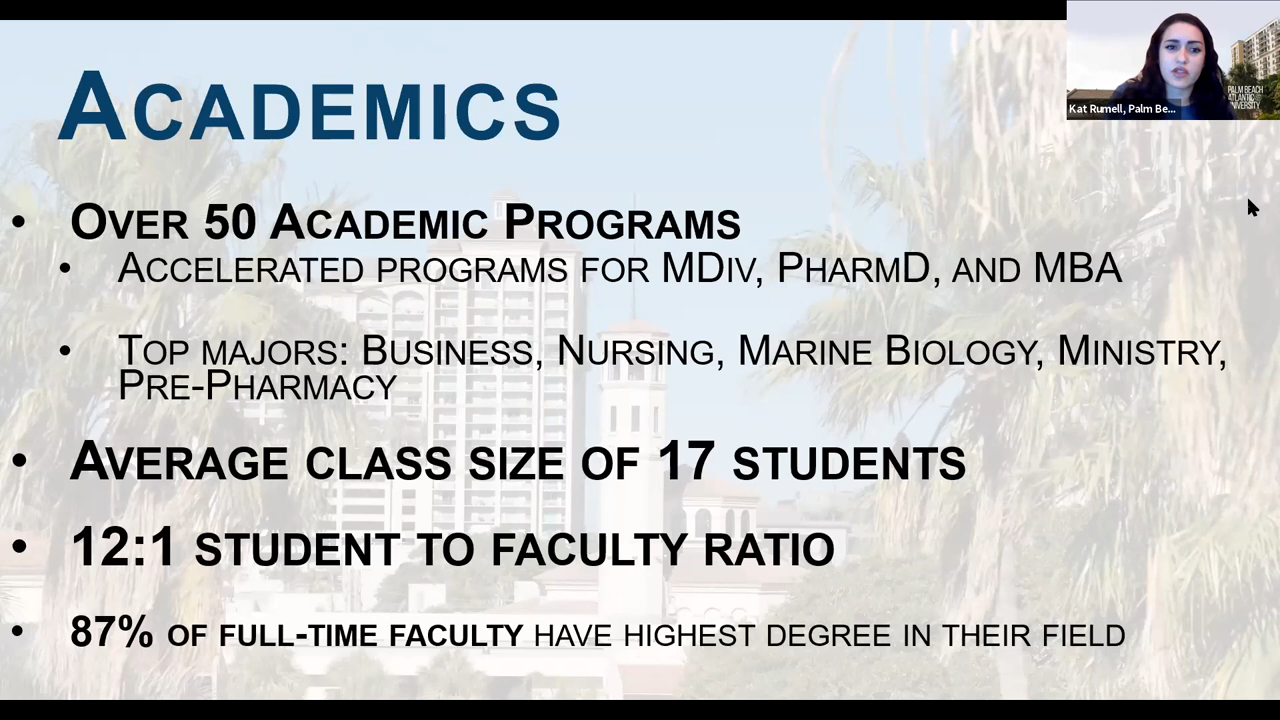 ACADEMICS
• OVER 50 ACADEMIC PROGRAMS
• ACCELERATED PROGRAMS FOR MDIV, PHARMD, AND MBA
• TOP MAJORS: BUSINESS, NURSING, MARINE BIOLOGY, MINISTRY,
PRE-PHARMACY
• AVERAGE CLASS SIZE OF 17 STUDENTS
• 12:1 STUDENT TO FACULTY RATIO
• 87% OF FULL-TIME FACULTY HAVE HIGHEST DEGREE IN THEIR FIELD
PALM BEACH
ATLANTIC
UNIVERSITY
Kat Rumell, Palm Be...